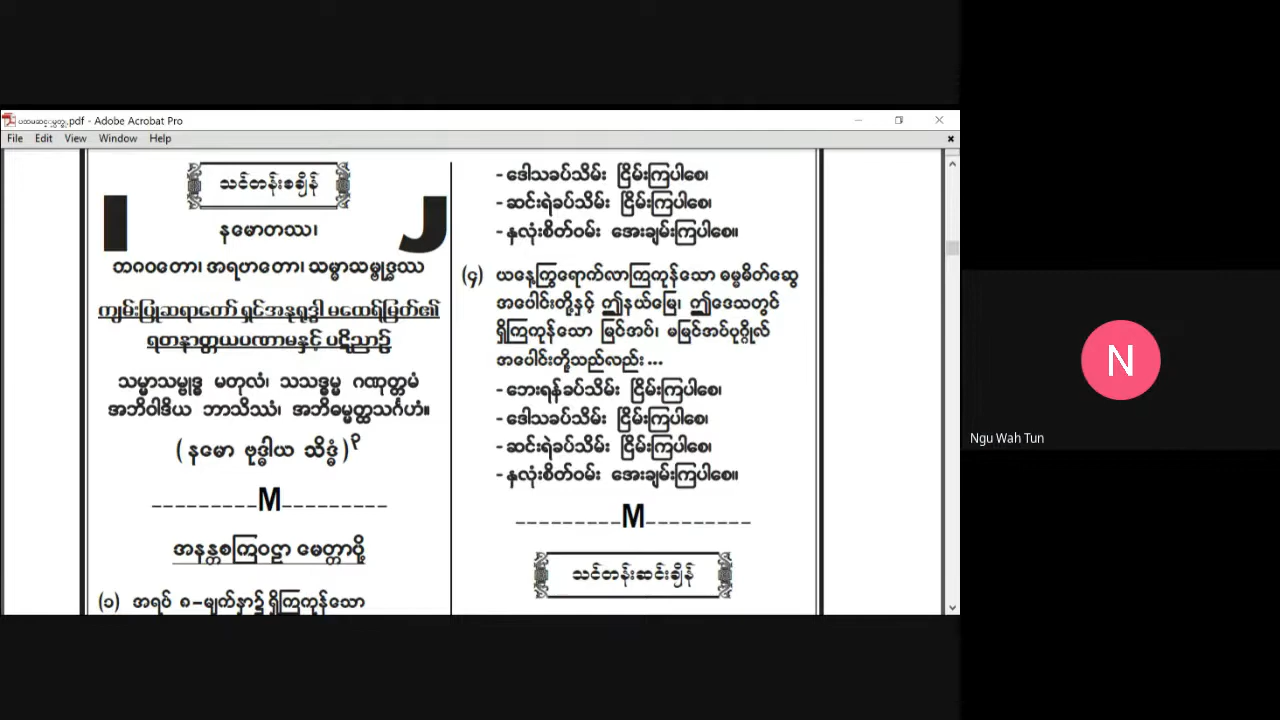 ပထမဆင့်မှတ်စု.pdf - Adobe Acrobat Pro
File Edit View Window Help
သင်တန်းစချိန်
နမောတဿ၊
ဘဂဝတော၊ အရဟတော၊ သမ္မာသမ္ဗုဒ္ဓဿ
ကျမ်းပြုဆရာတော် ရှင်အနုရုဒ္ဓါ မထေရ်မြတ်၏
ရတနာတ္တယပဏာမနှင့် ပဋိညာဉ်
သမ္မာသမ္ဗုဒ္ဓ မတုလံ၊ သသဒ္ဓမ္မ ဂဏုတ္တမံ
အဘိဝါဒိယ ဘာသိဿံ၊ အဘိဓမ္မတ္ထသင်္ဂဟံ။
( နမော ဗုဒ္ဓါယ သိဒ္ဓံ ) ၃
---------M---------
အနန္တစကြဝဠာ မေတ္တာပို့
(၁) အရပ် ၈-မျက်နှာ၌ ရှိကြကုန်သော
- ဒေါသခပ်သိမ်း ငြိမ်းကြပါစေ၊
- ဆင်းရဲခပ်သိမ်း ငြိမ်းကြပါစေ၊
- နှလုံးစိတ်ဝမ်း အေးချမ်းကြပါစေ။
(၄) ယနေ့ကြွရောက်လာကြကုန်သော ဓမ္မမိတ်ဆွေ
အပေါင်းတို့နှင့် ဤနယ်မြေ၊ ဤဒေသတွင်
ရှိကြကုန်သော မြင်အပ်၊ မမြင်အပ်ပုဂ္ဂိုလ်
အပေါင်းတို့သည်လည်း ...
- ဘေးရန်ခပ်သိမ်း ငြိမ်းကြပါစေ၊
- ဒေါသခပ်သိမ်း ငြိမ်းကြပါစေ၊
- ဆင်းရဲခပ်သိမ်း ငြိမ်းကြပါစေ၊
- နှလုံးစိတ်ဝမ်း အေးချမ်းကြပါစေ။
---------M---------
သင်တန်းဆင်းချိန်
N
Ngu Wah Tun